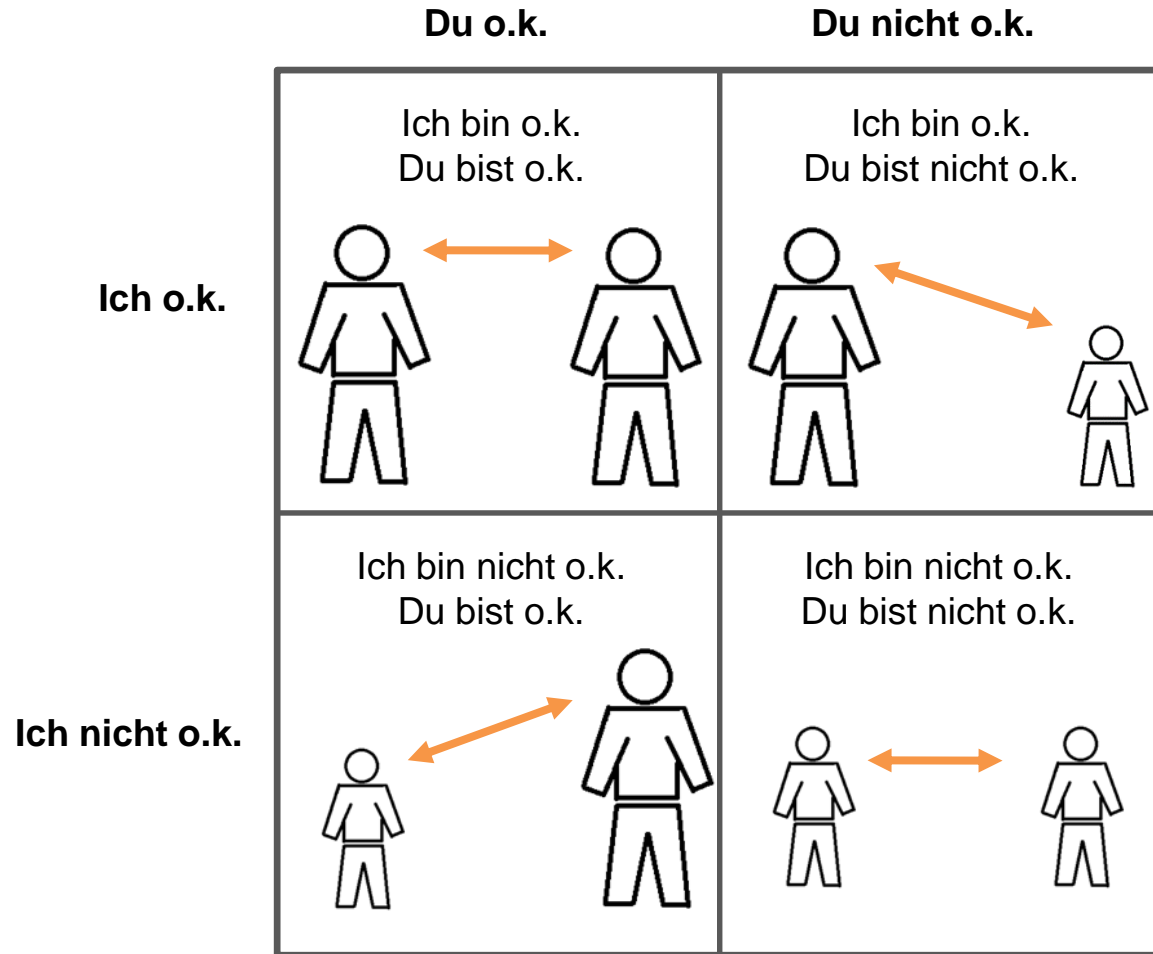 Du o.k.
Du nicht o.k.
Ich o.k.
Ich bin o.k.
Du bist o.k.
Ich bin o.k.
Du bist nicht o.k.
Ich nicht o.k.
Ich bin nicht o.k.
Du bist o.k.
Ich bin nicht o.k.
Du bist nicht o.k.